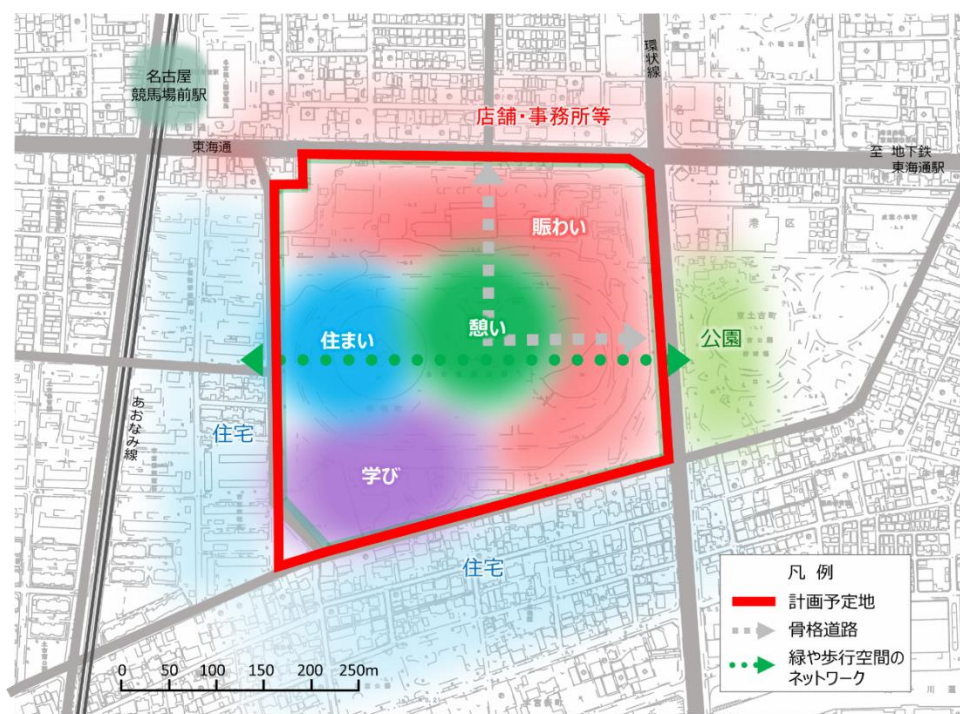 名古屋
競馬場前駅
環状線
店舗・事務所等
東海通
至 地下鉄
東海通駅
賑わい
港 区
住まい
憩い
公園
あおなみ線
住宅
学び
住宅
凡 例
計画予定地
骨格道路
緑や歩行空間の
ネットワーク
0 50 100 150 200 250m